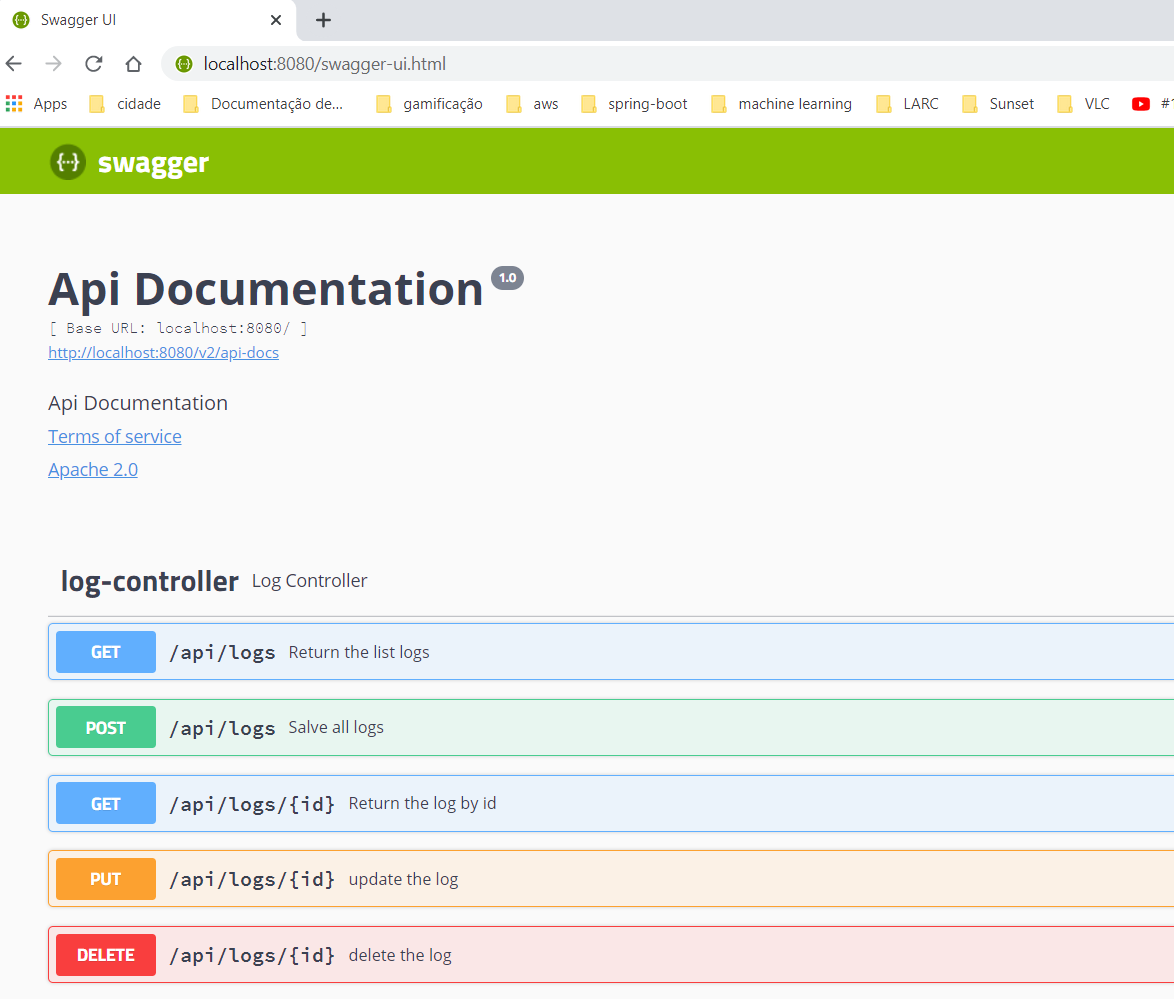 Swagger UI
localhost:8080/swagger-ui.html
Apps cidade Documentação de... gamificação aws spring-boot machine learning LARC Sunset VLC
swagger
Api Documentation 1.0
[ Base URL: localhost:8080/ ]
http://localhost:8080/v2/api-docs
Api Documentation
Terms of service
Apache 2.0
log-controller Log Controller
GET /api/logs Return the list logs
POST /api/logs Salve all logs
GET /api/logs/{id} Return the log by id
PUT /api/logs/{id} update the log
DELETE /api/logs/{id} delete the log